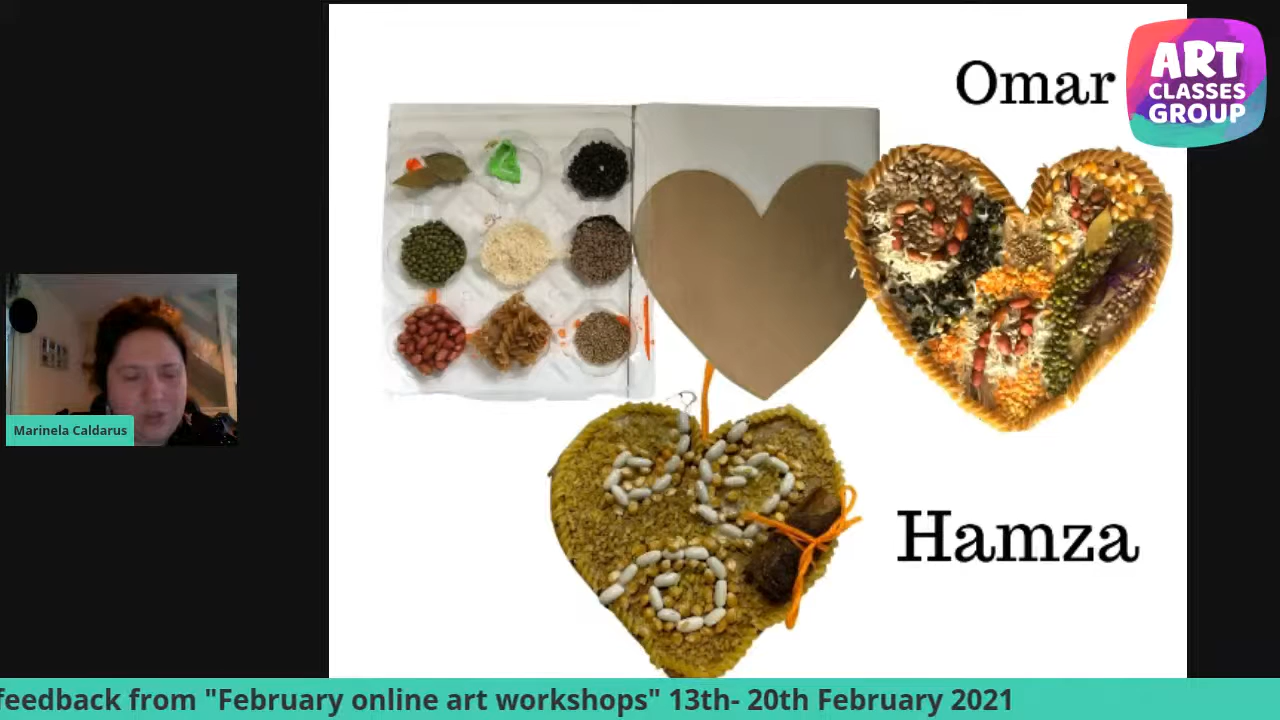 Omar
ART
CLASSES
GROUP
Marinela Caldarus
Hamza
feedback from "February online art workshops" 13th- 20th February 2021